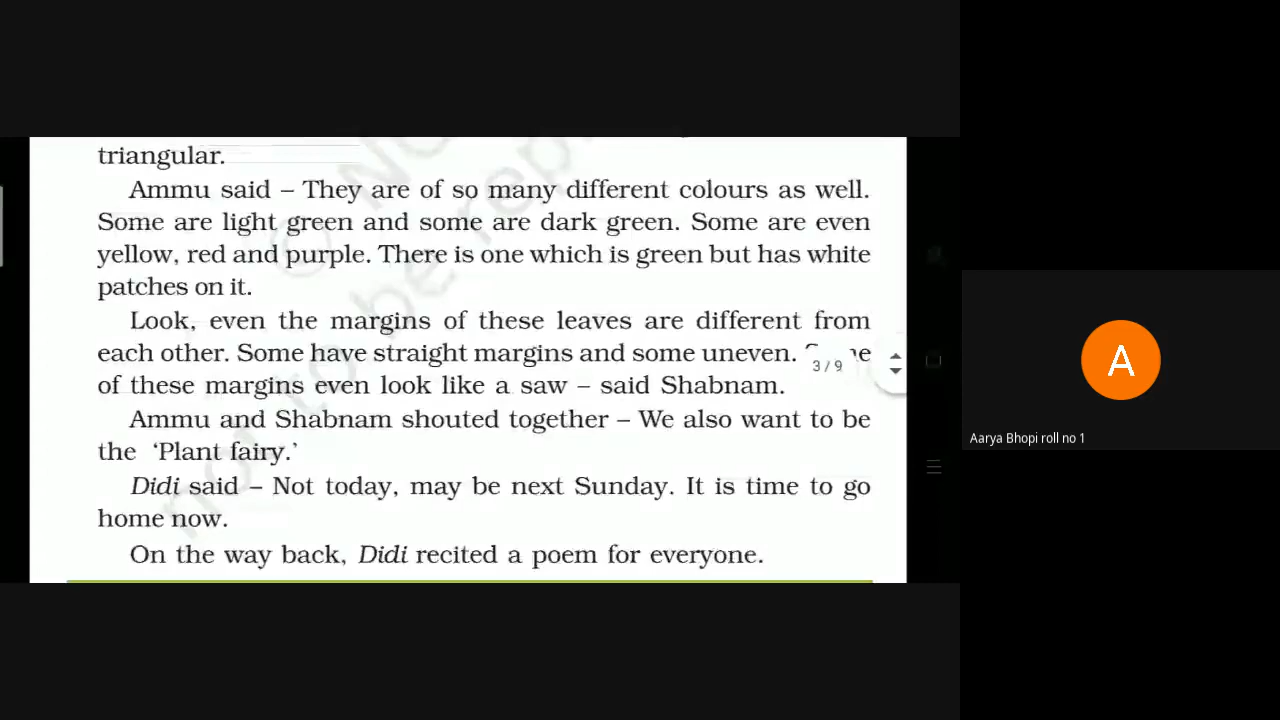 triangular.
Ammu said – They are of so many different colours as well.
Some are light green and some are dark green. Some are even
yellow, red and purple. There is one which is green but has white
patches on it.
Look, even the margins of these leaves are different from
each other. Some have straight margins and some uneven.
of these margins even look like a saw – said Shabnam.
3 / 9
Ammu and Shabnam shouted together – We also want to be
the 'Plant fairy.'
Didi said – Not today, may be next Sunday. It is time to go
home now.
On the way back, Didi recited a poem for everyone.
not to be rep
A
Aarya Bhopi roll no 1